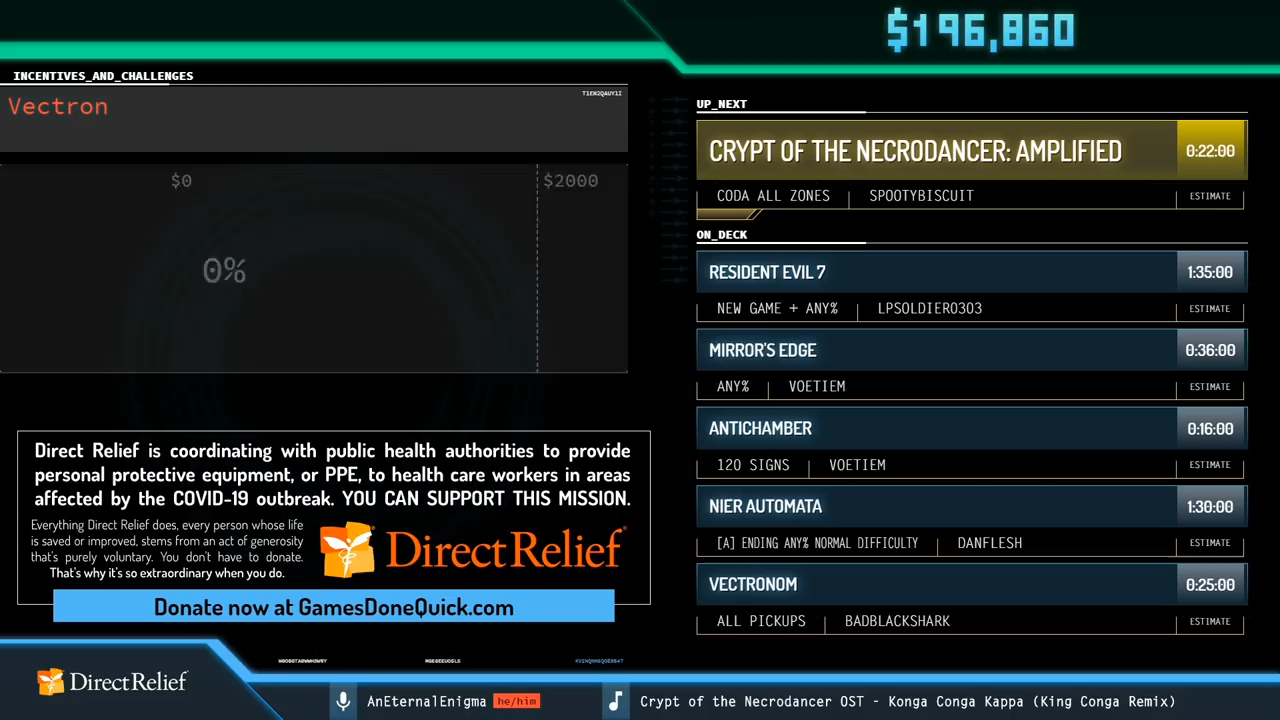 $196,860
INCENTIVES_AND_CHALLENGES
Vectron
$0
$2000
0%
UP_NEXT
CRYPT OF THE NECRODANCER: AMPLIFIED
0:22:00
CODA ALL ZONES
SPOOTYBISCUIT
ESTIMATE
ON_DECK
RESIDENT EVIL 7
1:35:00
NEW GAME + ANY%
LPSOLDIER0303
ESTIMATE
MIRROR'S EDGE
0:36:00
ANY%
VOETIEM
ESTIMATE
ANTICHAMBER
0:16:00
120 SIGNS
VOETIEM
ESTIMATE
NIER AUTOMATA
1:30:00
[A] ENDING ANY% NORMAL DIFFICULTY
DANFLESH
ESTIMATE
VECTRONOM
0:25:00
ALL PICKUPS
BADBLACKSHARK
ESTIMATE
Direct Relief is coordinating with public health authorities to provide
personal protective equipment, or PPE, to health care workers in areas
affected by the COVID-19 outbreak. YOU CAN SUPPORT THIS MISSION.
Everything Direct Relief does, every person whose life
is saved or improved, stems from an act of generosity
that's purely voluntary. You don't have to donate.
That's why it's so extraordinary when you do.
DirectRelief
Donate now at GamesDoneQuick.com
DirectRelief
AnEternalEnigma he/him
Crypt of the Necrodancer OST - Konga Conga Kappa (King Conga Remix)